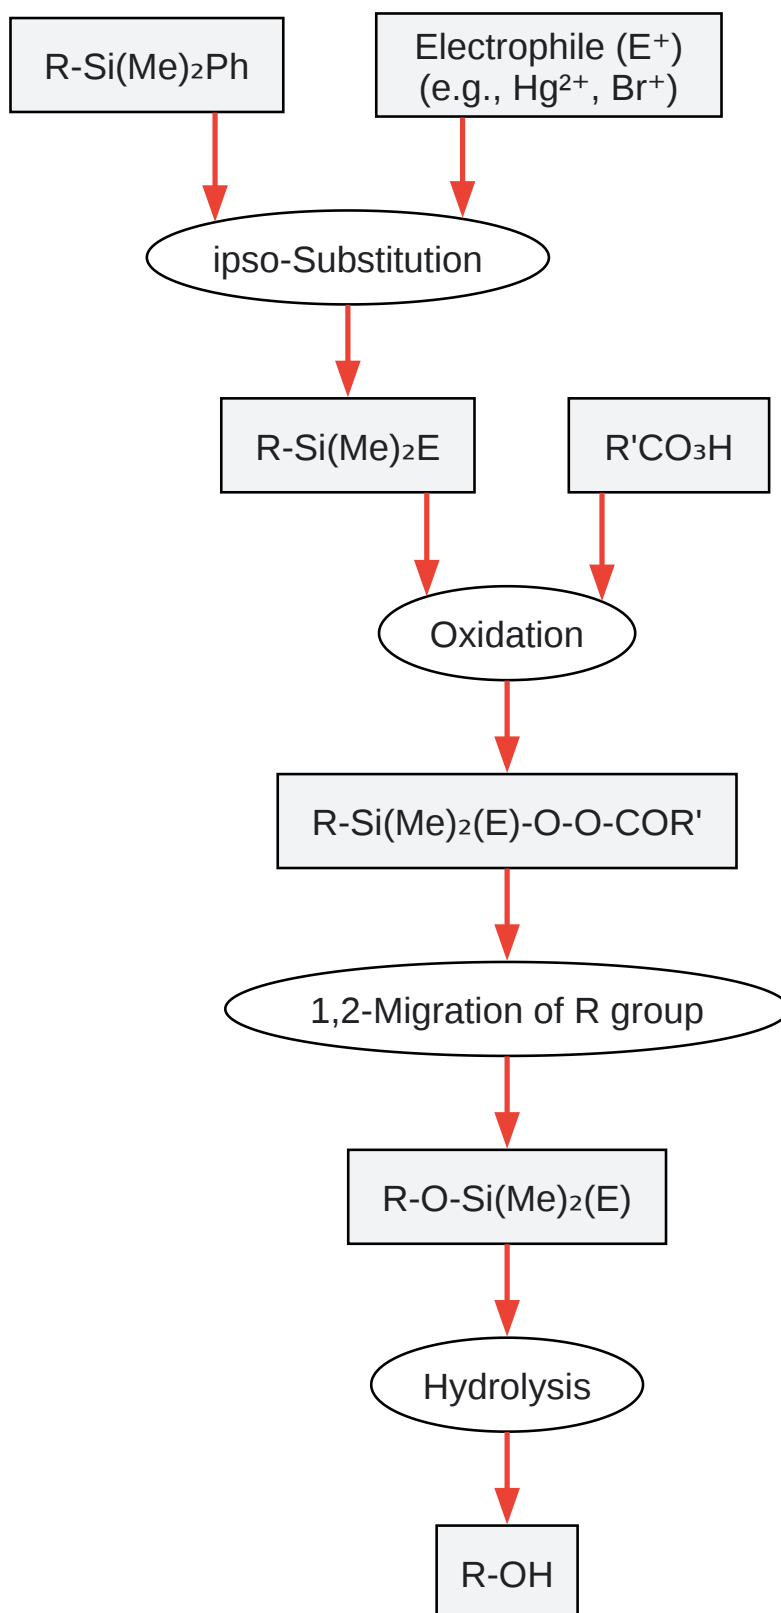 R-Si(Me)₂Ph
Electrophile (E⁺)
(e.g., Hg²⁺, Br⁺)
ipso-Substitution
R-Si(Me)₂E
R'CO₃H
Oxidation
R-Si(Me)₂(E)-O-O-COR'
1,2-Migration of R group
R-O-Si(Me)₂(E)
Hydrolysis
R-OH